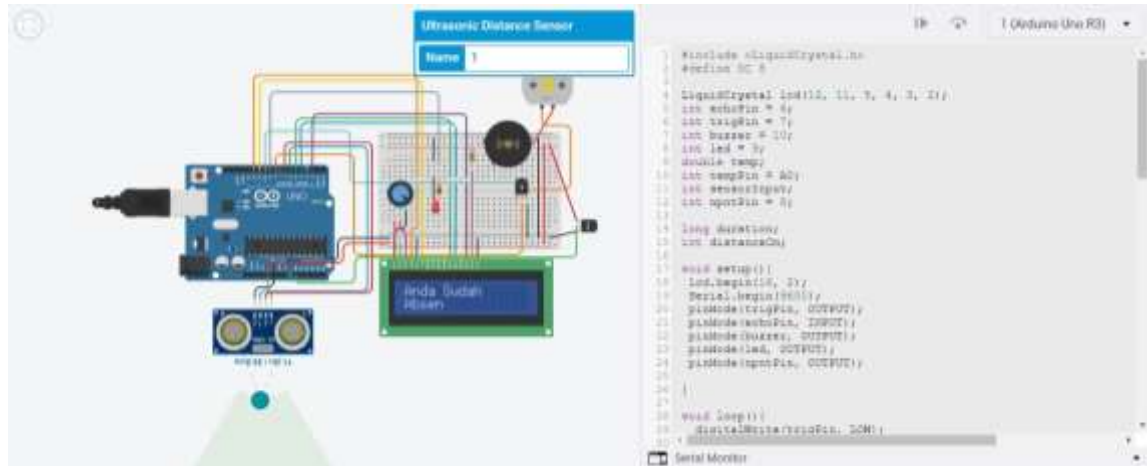 Ultrasonic Distance Sensor
Name 1
1 (Arduino Uno R3)
#include <LiquidCrystal.h>
LiquidCrystal lcd(12, 11, 5, 4, 3, 2);
int echoPin = 6;
int trigPin = 7;
int buzzer = 10;
int led = 9;
double temp;
int tempPin = A0;
int sensorInput;
long duration;
int distanceCm;
void setup(){
lcd.begin(16, 2);
Serial.begin(9600);
pinMode(trigPin, OUTPUT);
pinMode(echoPin, INPUT);
pinMode(buzzer, OUTPUT);
pinMode(led, OUTPUT);
}
void loop(){
digitalWrite(trigPin, LOW);
Serial Monitor
UNO
Anda Sudah
Absen